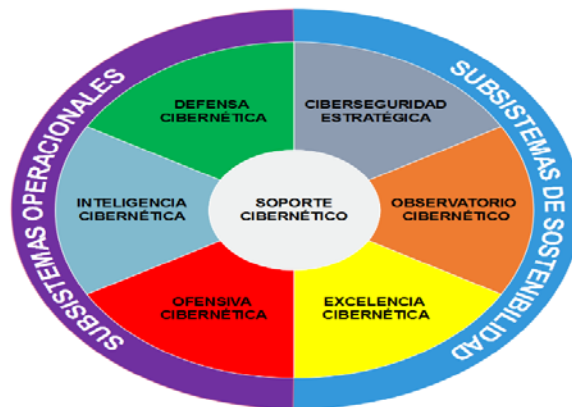 SUBSISTEMAS OPERACIONALES
SUBSISTEMAS DE SOSTENIBILIDAD
DEFENSA
CIBERNÉTICA
CIBERSEGURIDAD
ESTRATÉGICA
INTELIGENCIA
CIBERNÉTICA
SOPORTE
CIBERNÉTICO
OBSERVATORIO
CIBERNÉTICO
OFENSIVA
CIBERNÉTICA
EXCELENCIA
CIBERNÉTICA